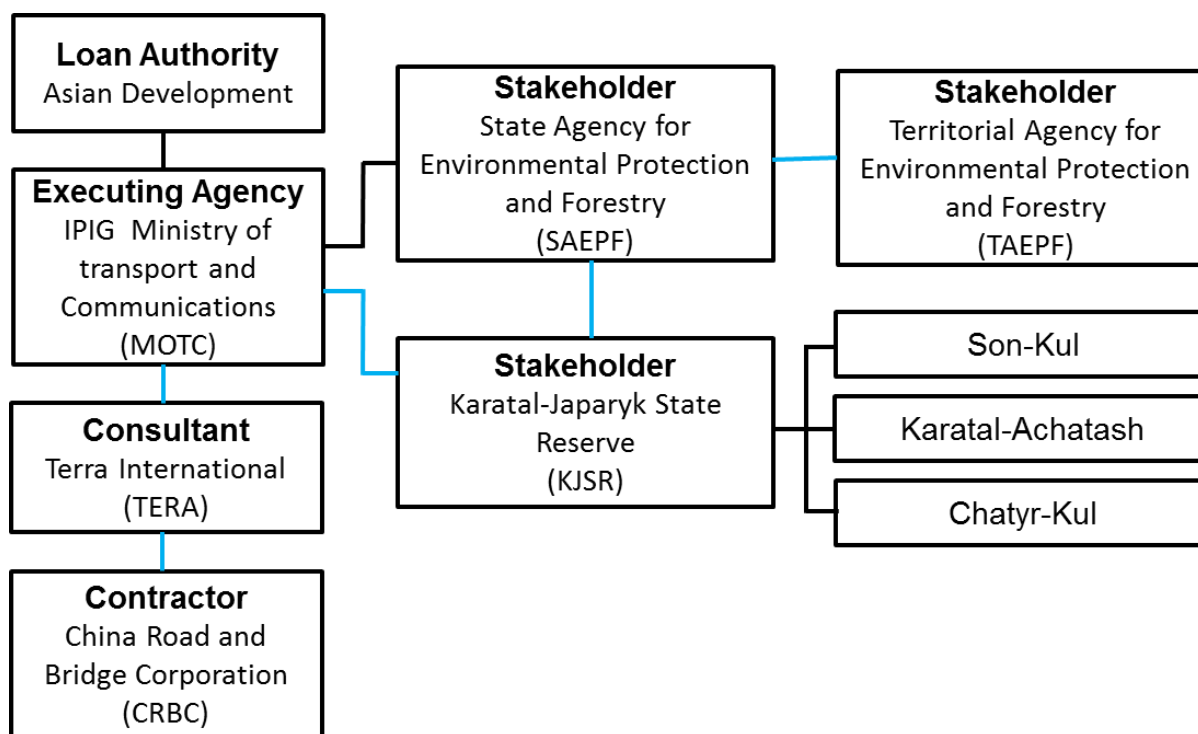 Loan Authority
Asian Development
Executing Agency
IPIG Ministry of
transport and
Communications
(MOTC)
Consultant
Terra International
(TERA)
Contractor
China Road and
Bridge Corporation
(CRBC)
Stakeholder
State Agency for
Environmental Protection
and Forestry
(SAEPF)
Stakeholder
Karatal-Japaryk State
Reserve
(KJSR)
Stakeholder
Territorial Agency for
Environmental Protection
and Forestry
(TAEPF)
Son-Kul
Karatal-Achatash
Chatyr-Kul